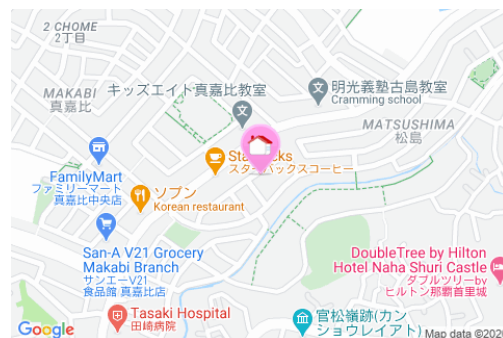 2 CHOME
2丁目
キッズエイト真嘉比教室
明光義塾古島教室
Cramming school
MAKABI
真嘉比
MATSUSHIMA
松島
FamilyMart
ファミリーマート
真嘉比中央店
スターバックスコーヒー
ソプン
Korean restaurant
San-A V21 Grocery
Makabi Branch
サンエーV21
食品館 真嘉比店
DoubleTree by Hilton
Hotel Naha Shuri Castle
ダブルツリーby
ヒルトン那覇首里城
Tasaki Hospital
田崎病院
官松嶺跡(カン
ショウレイアト)
Google
Map data ©202